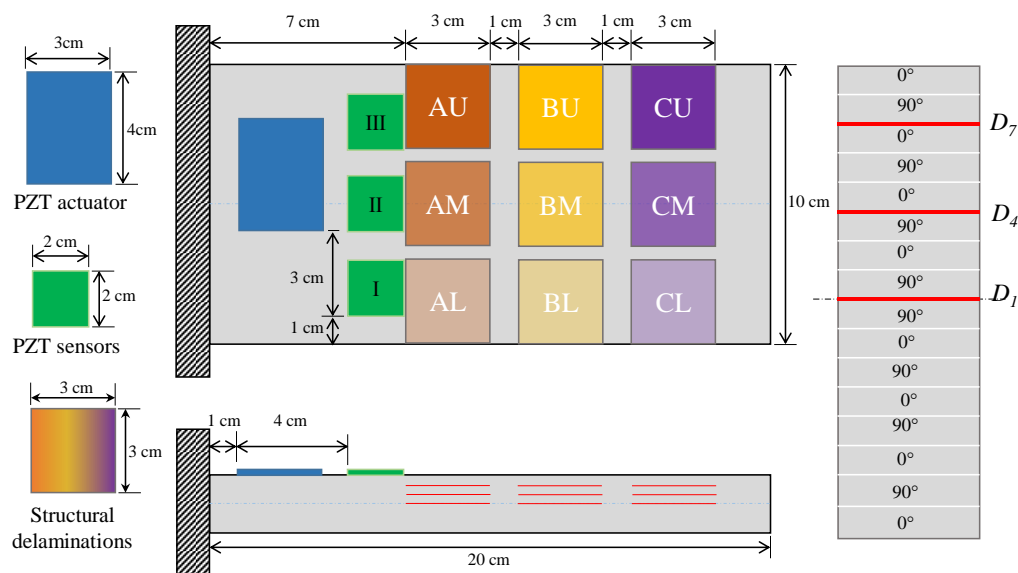 3cm
4cm
PZT actuator
2 cm
2 cm
PZT sensors
3 cm
3 cm
Structural
delaminations
7 cm
3 cm
1 cm
3 cm
1 cm
3 cm
AU
BU
CU
III
II
AM
BM
CM
I
AL
BL
CL
3 cm
1 cm
10 cm
1 cm
4 cm
20 cm
0°
90°
D7
0°
90°
0°
D4
90°
0°
90°
D1
90°
0°
90°
0°
90°
0°
90°
0°